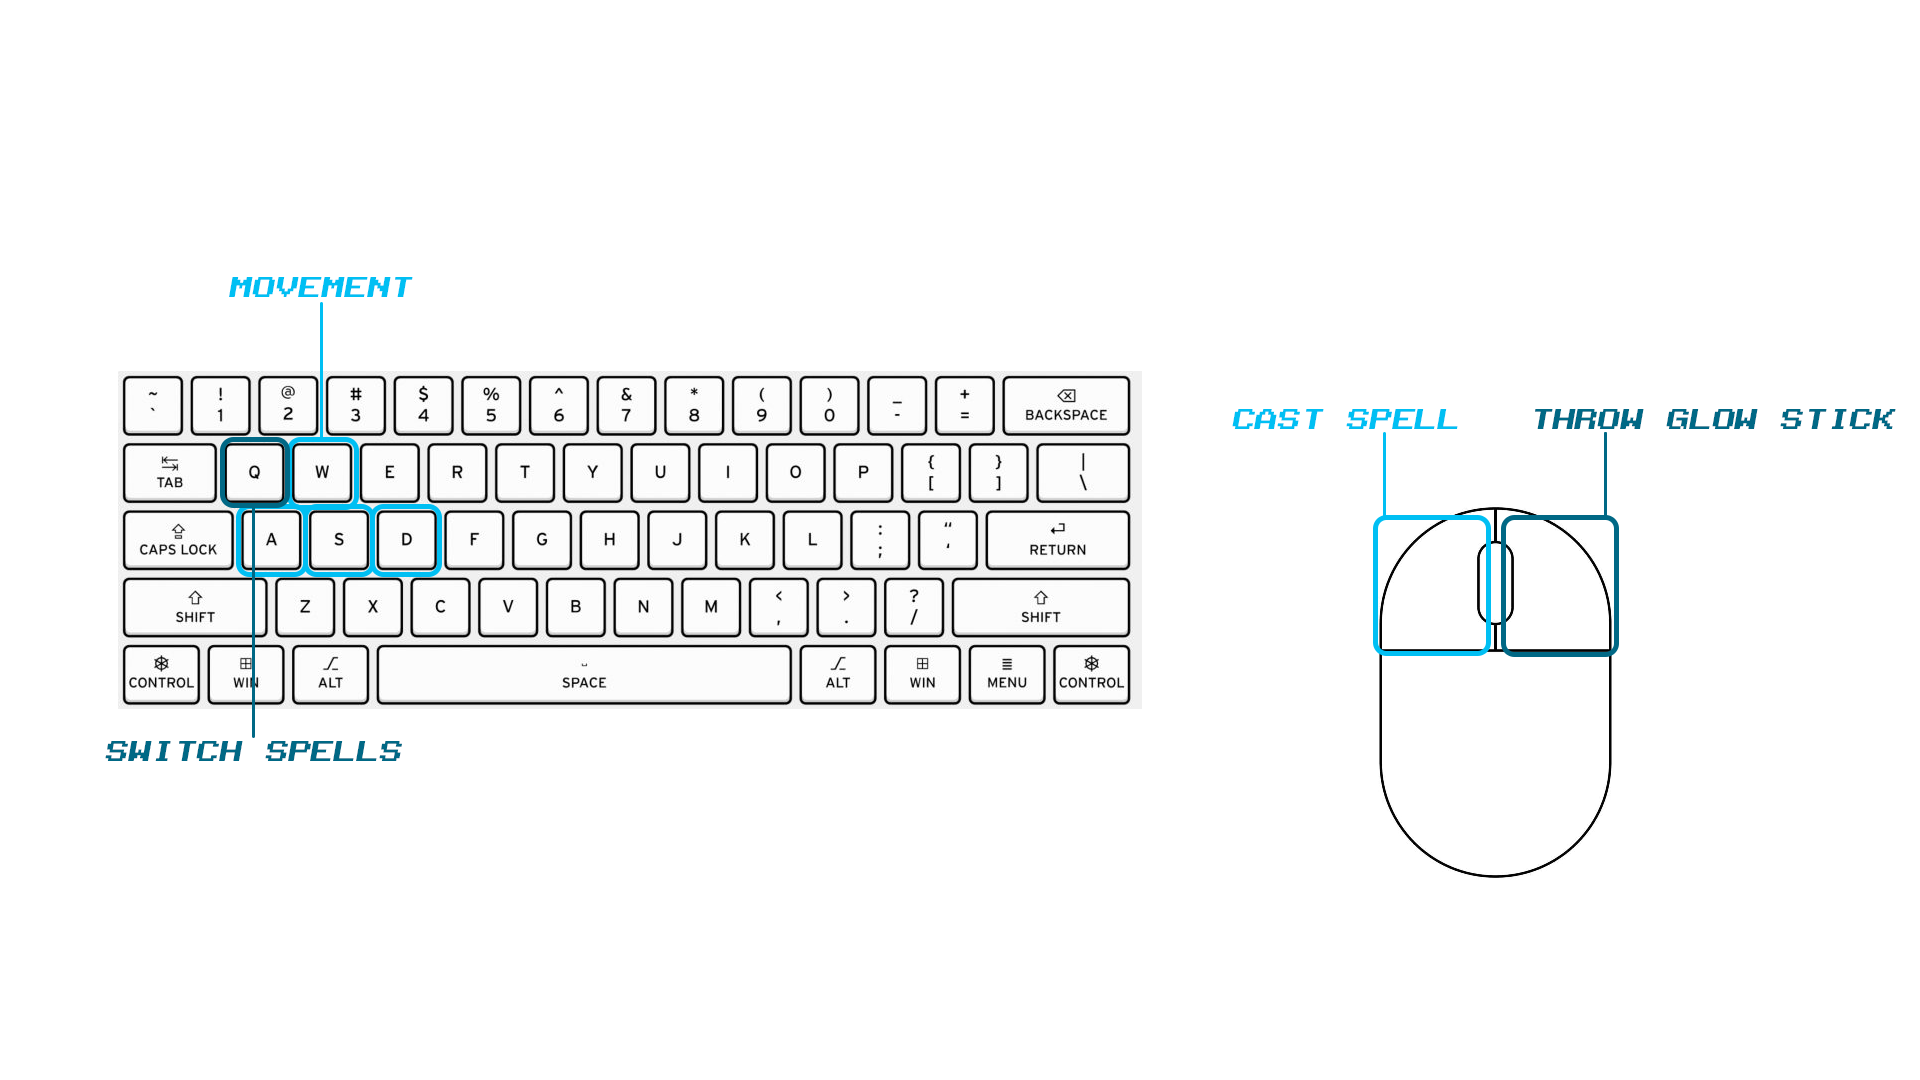 MOVEMENT
~ ! @ # $ % ^ & * ( ) _ +
` 1 2 3 4 5 6 7 8 9 0 - = BACKSPACE
TAB Q W E R T Y U I O P { [ } ] | \
CAPS LOCK A S D F G H J K L : ; “ ‘ RETURN
SHIFT Z X C V B N M < , > . ? / SHIFT
CONTROL WIN ALT SPACE ALT WIN MENU CONTROL
SWITCH SPELLS
CAST SPELL
THROW GLOW STICK